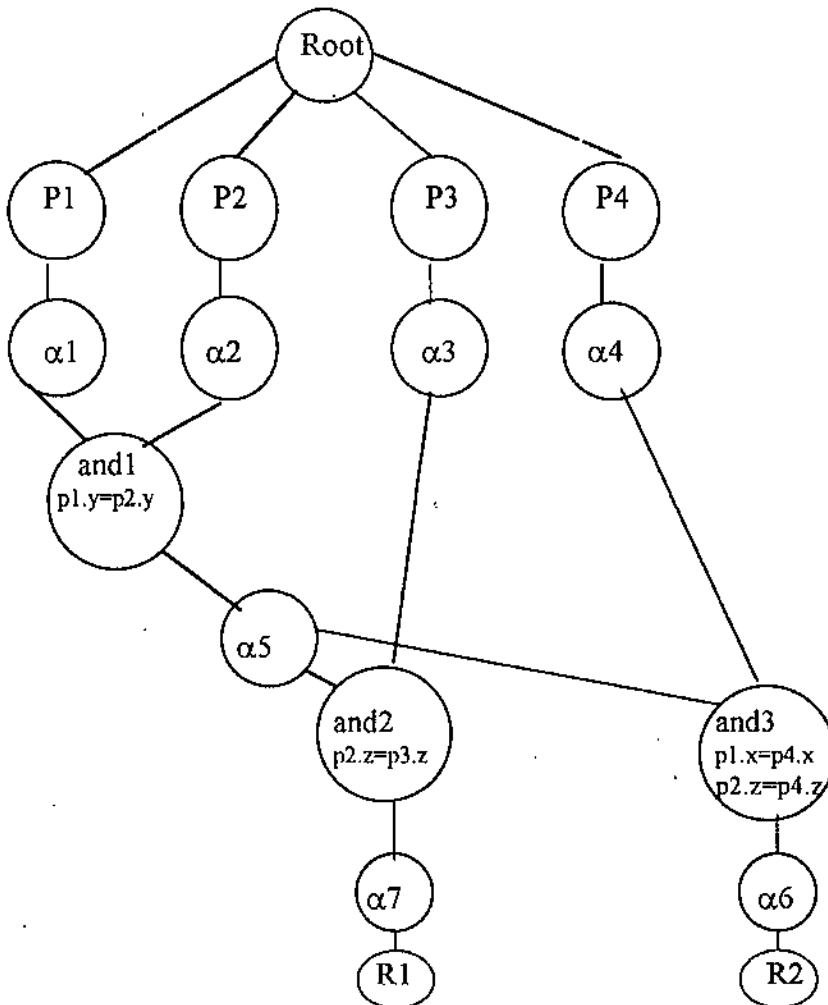 Root
P1
P2
P3
P4
α1
α2
α3
α4
and1
p1.y=p2.y
α5
and2
p2.z=p3.z
and3
p1.x=p4.x
p2.z=p4.z
α7
α6
R1
R2